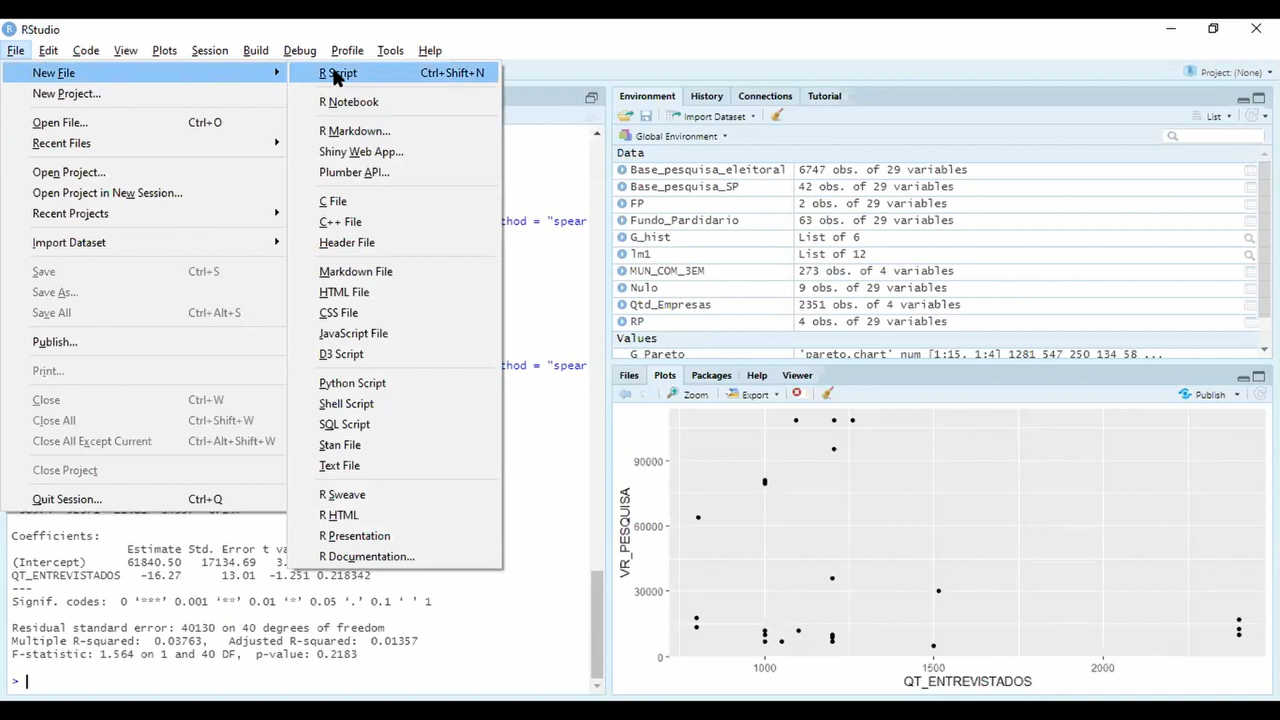 RStudio
File Edit Code View Plots Session Build Debug Profile Tools Help
Project: (None)
New File
New Project...
Open File... Ctrl+O
Recent Files
Open Project...
Open Project in New Session...
Recent Projects
Import Dataset
Save Ctrl+S
Save As...
Save All Ctrl+Alt+S
Publish...
Print...
Close Ctrl+W
Close All Ctrl+Shift+W
Close All Except Current Ctrl+Alt+Shift+W
Close Project
Quit Session... Ctrl+Q
R Script Ctrl+Shift+N
R Notebook
R Markdown...
Shiny Web App...
Plumber API...
C File
C++ File
Header File
Markdown File
HTML File
CSS File
JavaScript File
D3 Script
Python Script
Shell Script
SQL Script
Stan File
Text File
R Sweave
R HTML
R Presentation
R Documentation...
thod = "spear
thod = "spear
Coefficients:
Estimate Std. Error t va
(Intercept) 61840.50 17134.69 3.
QT_ENTREVISTADOS -16.27 13.01 -1.251 0.218342
---
Signif. codes: 0 ‘***’ 0.001 ‘**’ 0.01 ‘*’ 0.05 ‘.’ 0.1 ‘ ’ 1
Residual standard error: 40130 on 40 degrees of freedom
Multiple R-squared: 0.03763, Adjusted R-squared: 0.01357
F-statistic: 1.564 on 1 and 40 DF, p-value: 0.2183
>
Environment History Connections Tutorial
Import Dataset List
Global Environment
Data
Base_pesquisa_eleitoral 6747 obs. of 29 variables
Base_pesquisa_SP 42 obs. of 29 variables
FP 2 obs. of 29 variables
Fundo_Pardidario 63 obs. of 29 variables
G_hist List of 6
lm1 List of 12
MUN_COM_3EM 273 obs. of 4 variables
Nulo 9 obs. of 29 variables
Qtd_Empresas 2351 obs. of 4 variables
RP 4 obs. of 29 variables
Values
G_Pareto 'pareto.chart' num [1:15, 1:4] 1281 547 250 134 58 ...
Files Plots Packages Help Viewer
Zoom Export Publish
VR_PESQUISA
90000
60000
30000
0
1000 1500 2000
QT_ENTREVISTADOS